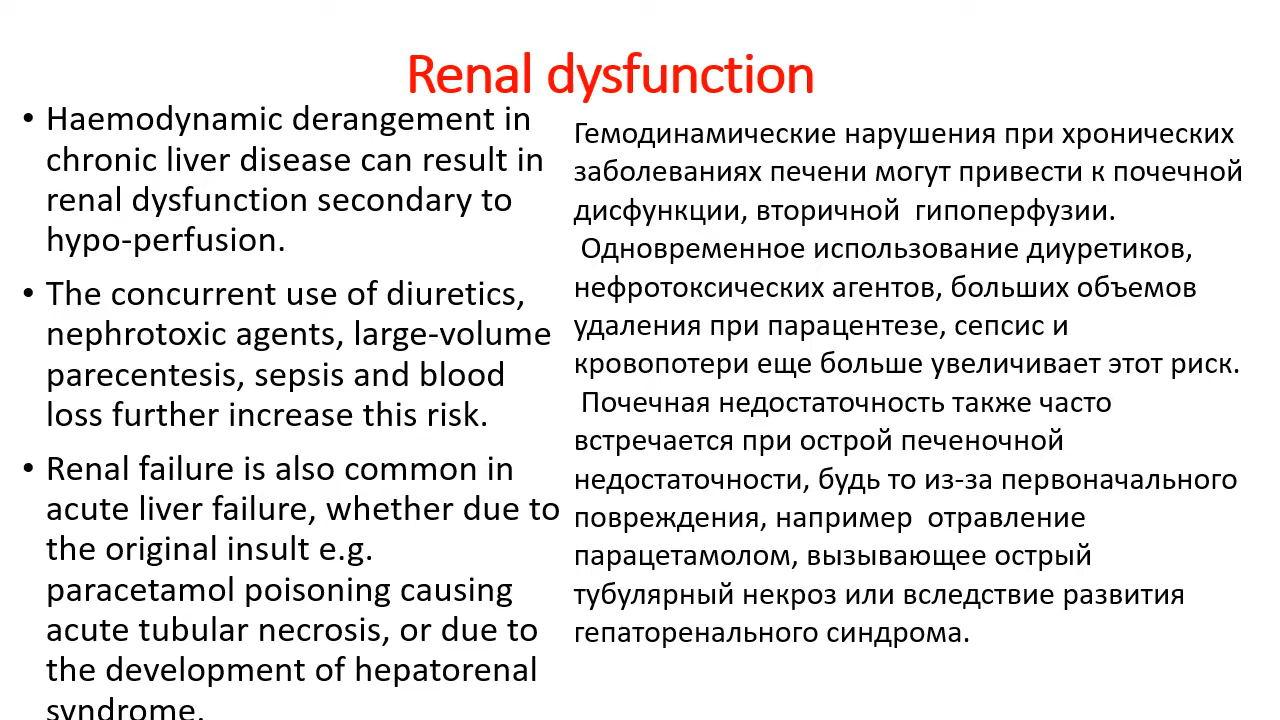 Renal dysfunction
• Haemodynamic derangement in
chronic liver disease can result in
renal dysfunction secondary to
hypo-perfusion.
• The concurrent use of diuretics,
nephrotoxic agents, large-volume
parecentesis, sepsis and blood
loss further increase this risk.
• Renal failure is also common in
acute liver failure, whether due to
the original insult e.g.
paracetamol poisoning causing
acute tubular necrosis, or due to
the development of hepatorenal
syndrome.
Гемодинамические нарушения при хронических
заболеваниях печени могут привести к почечной
дисфункции, вторичной  гипоперфузии.
Одновременное использование диуретиков,
нефротоксических агентов, больших объемов
удаления при парацентезе, сепсис и
кровопотери еще больше увеличивает этот риск.
Почечная недостаточность также часто
встречается при острой печеночной
недостаточности, будь то из-за первоначального
повреждения, например  отравление
парацетамолом, вызывающее острый
тубулярный некроз или вследствие развития
гепаторенального синдрома.